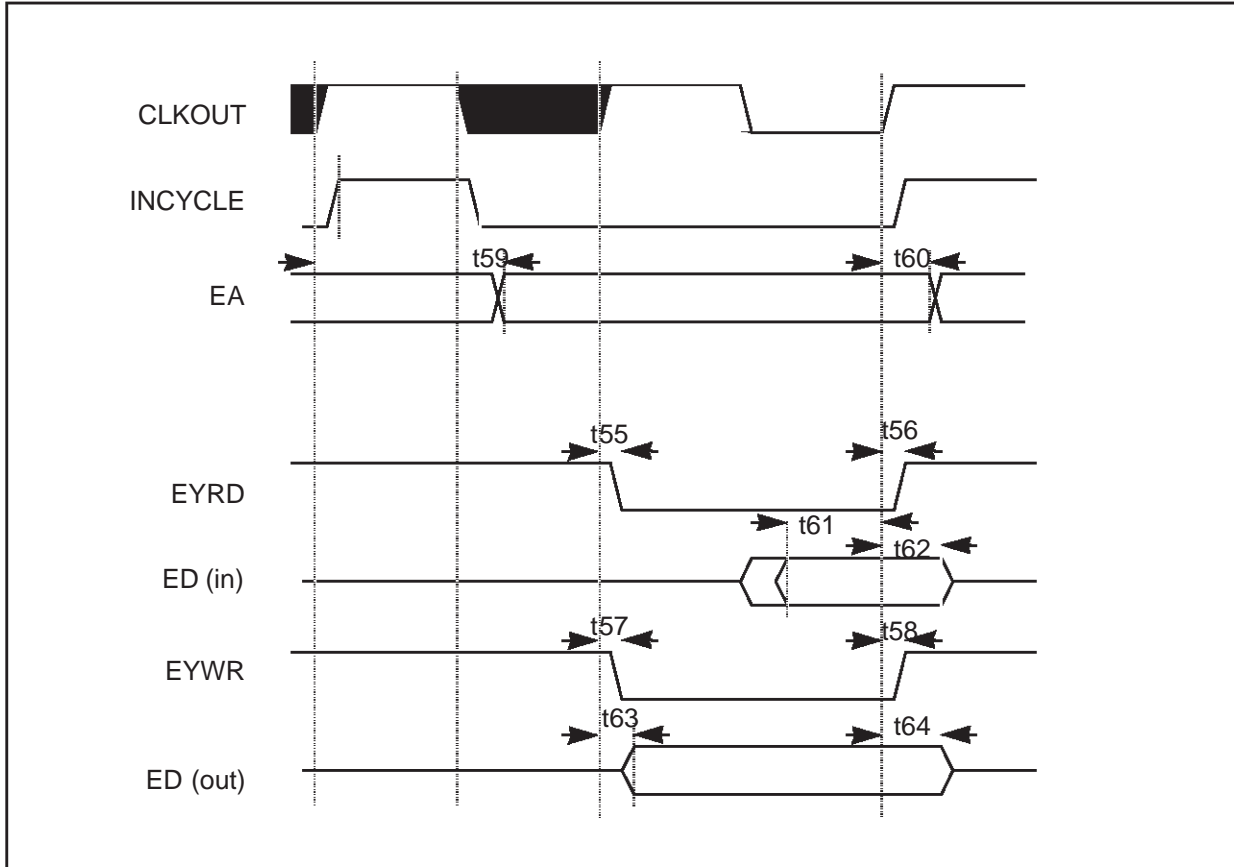 CLKOUT
INCYCLE
t59
t60
EA
t55
t56
EYRD
t61
t62
ED (in)
t57
t58
EYWR
t63
t64
ED (out)